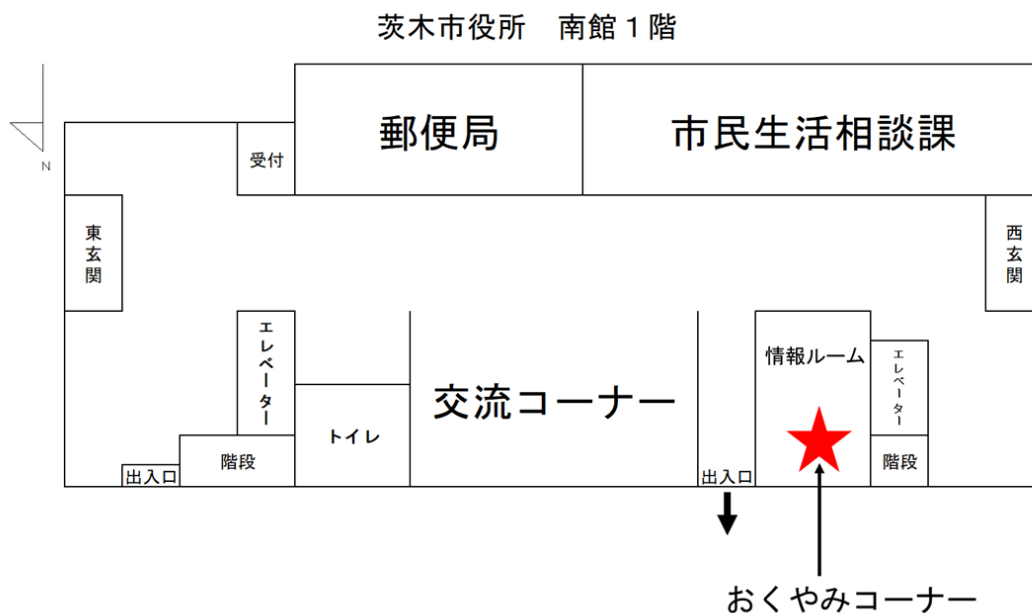 茨木市役所　南館１階
N
郵便局
市民生活相談課
受付
東玄関
西玄関
エレベーター
情報ルーム
エレベーター
交流コーナー
トイレ
階段
階段
出入口
出入口
おくやみコーナー